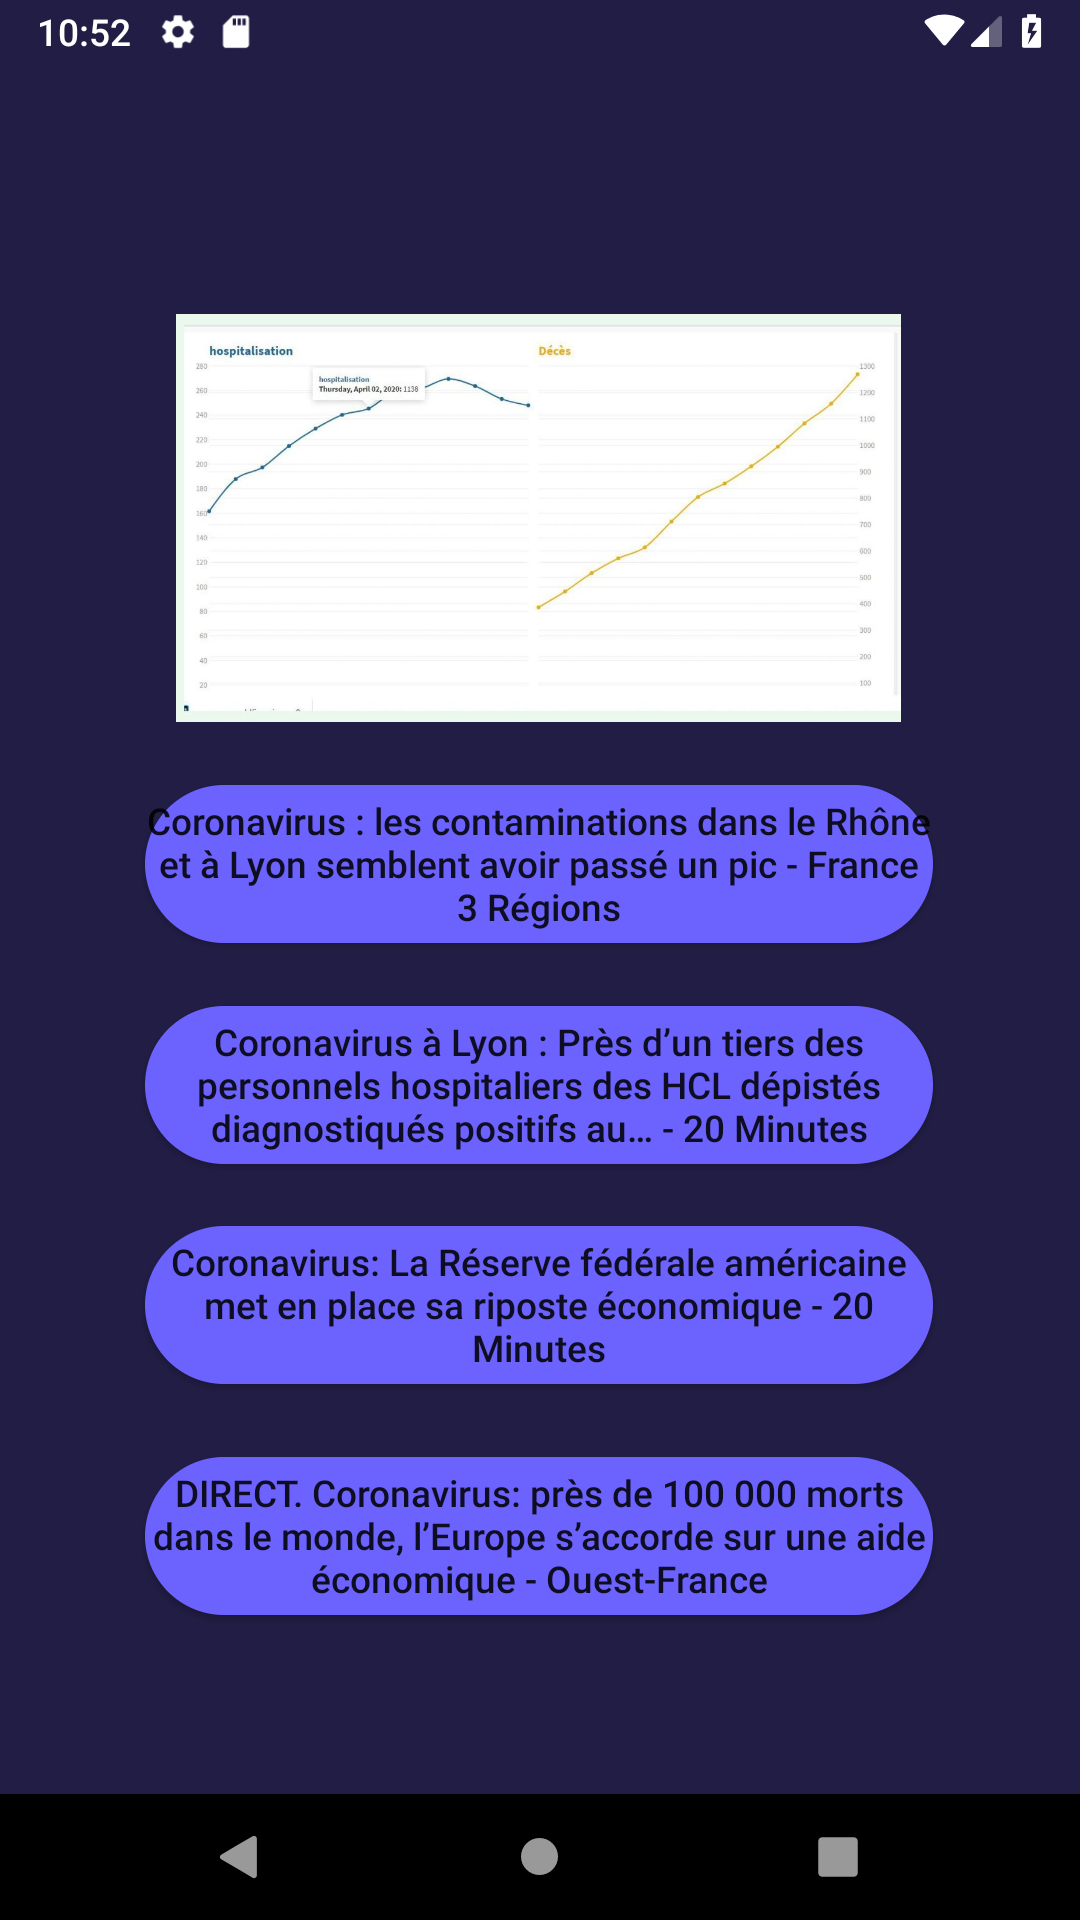 10:52
hospitalisation
Décès
280
260
240
220
200
180
160
140
120
100
80
60
40
20
hospitalisation
Thursday, April 02, 2020: 1138
1300
1200
1100
1000
900
800
700
600
500
400
300
200
100
Coronavirus : les contaminations dans le Rhône
et à Lyon semblent avoir passé un pic - France
3 Régions
Coronavirus à Lyon : Près d’un tiers des
personnels hospitaliers des HCL dépistés
diagnostiqués positifs au… - 20 Minutes
Coronavirus: La Réserve fédérale américaine
met en place sa riposte économique - 20
Minutes
DIRECT. Coronavirus: près de 100 000 morts
dans le monde, l’Europe s’accorde sur une aide
économique - Ouest-France